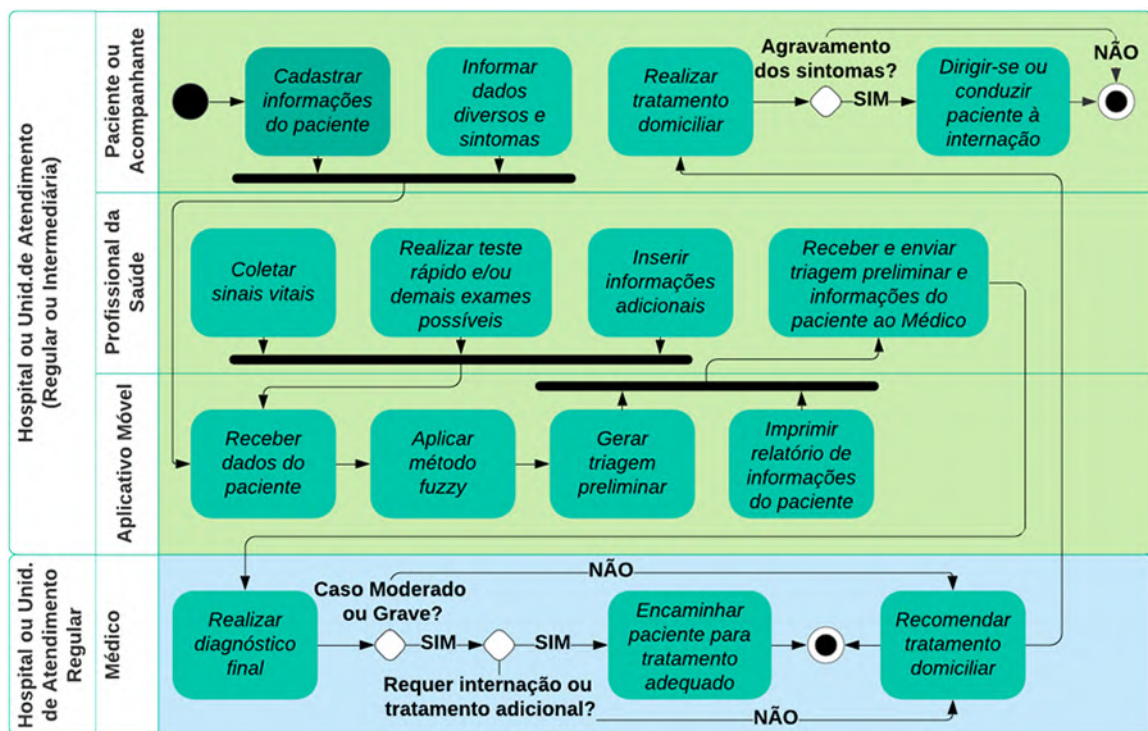 Hospital ou Unid.de Atendimento
(Regular ou Intermediária)
Paciente ou
Acompanhante
Cadastrar
informações
do paciente
Informar
dados
diversos e
sintomas
Realizar
tratamento
domiciliar
Agravamento
dos sintomas?
SIM
Dirigir-se ou
conduzir
paciente à
internação
NÃO
Profissional da
Saúde
Coletar
sinais vitais
Realizar teste
rápido e/ou
demais exames
possíveis
Inserir
informações
adicionais
Receber e enviar
triagem preliminar e
informações do
paciente ao Médico
Aplicativo Móvel
Receber
dados do
paciente
Aplicar
método
fuzzy
Gerar
triagem
preliminar
Imprimir
relatório de
informações
do paciente
Hospital ou Unid.
de Atendimento
Regular
Médico
Realizar
diagnóstico
final
Caso Moderado
ou Grave?
NÃO
SIM
SIM
Requer internação ou
tratamento adicional?
NÃO
Encaminhar
paciente para
tratamento
adequado
Recomendar
tratamento
domiciliar